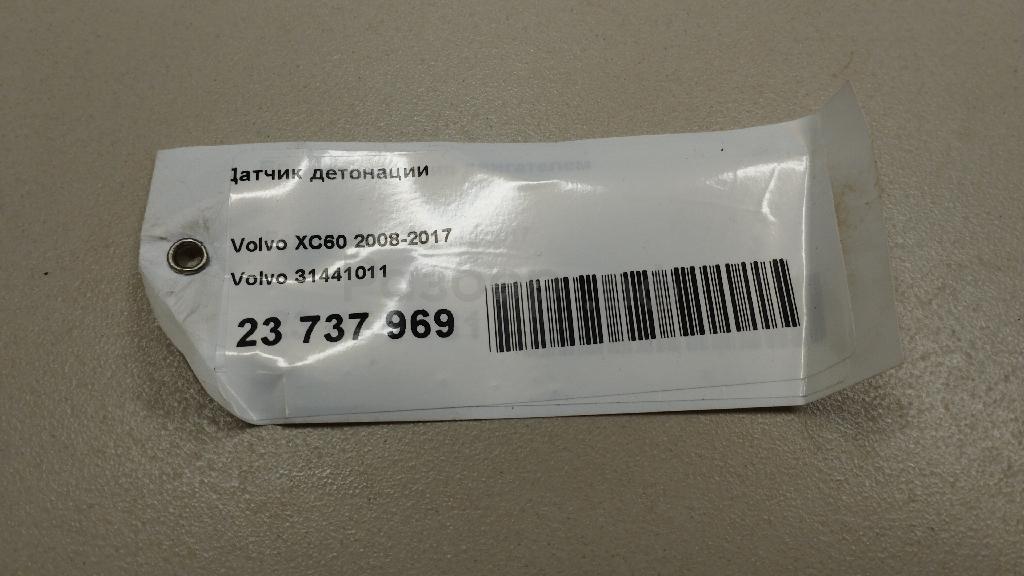 Датчик детонации
Volvo XC60 2008-2017
Volvo 31441011
23 737 969